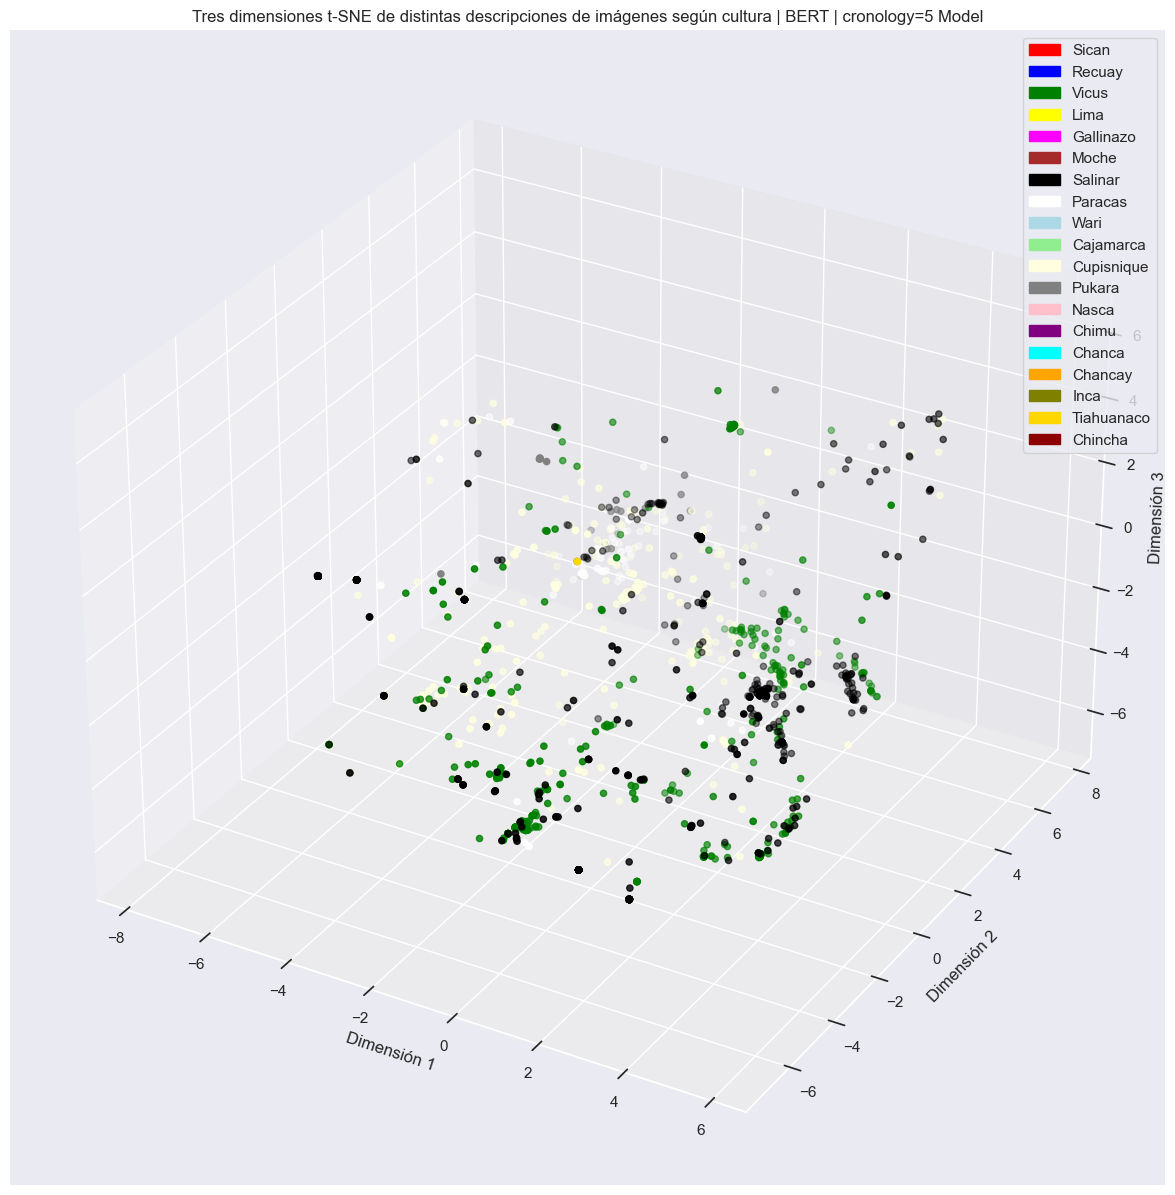 Tres dimensiones t-SNE de distintas descripciones de imágenes según cultura | BERT | cronology=5 Model
Sican
Recuay
Vicus
Lima
Gallinazo
Moche
Salinar
Paracas
Wari
Cajamarca
Cupisnique
Pukara
Nasca
Chimu
Chanca
Chancay
Inca
Tiahuanaco
Chincha
6
4
2
0
−2
−4
−6
Dimensión 3
8
6
4
2
0
−2
−4
−6
Dimensión 2
−8
−6
−4
−2
0
2
4
6
Dimensión 1